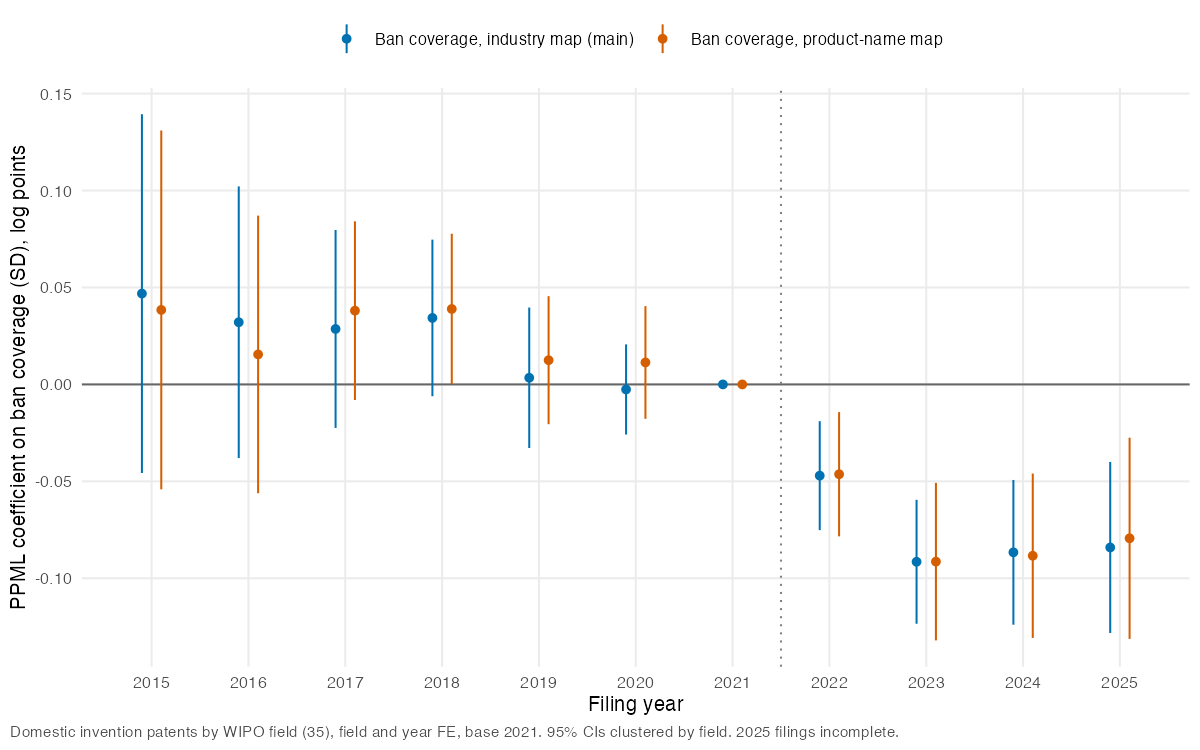 Ban coverage, industry map (main)
Ban coverage, product-name map
PPML coefficient on ban coverage (SD), log points
0.15
0.10
0.05
0.00
-0.05
-0.10
2015 2016 2017 2018 2019 2020 2021 2022 2023 2024 2025
Filing year
Domestic invention patents by WIPO field (35), field and year FE, base 2021. 95% CIs clustered by field. 2025 filings incomplete.